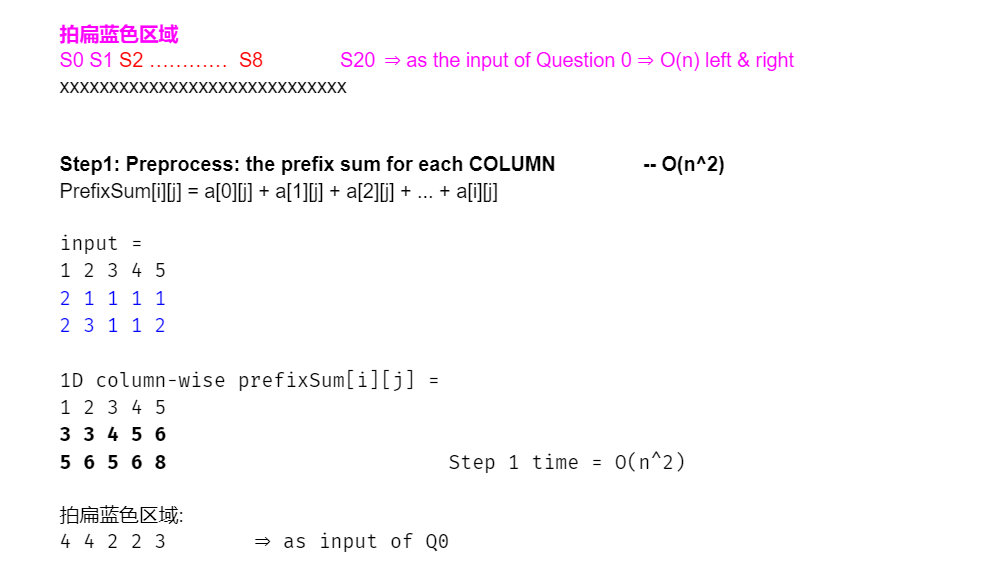 拍扁蓝色区域
S0 S1 S2 ………… S8 S20 ⇒ as the input of Question 0 ⇒ O(n) left & right
xxxxxxxxxxxxxxxxxxxxxxxxxxxxx
Step1: Preprocess: the prefix sum for each COLUMN -- O(n^2)
PrefixSum[i][j] = a[0][j] + a[1][j] + a[2][j] + ... + a[i][j]
input =
1 2 3 4 5
2 1 1 1 1
2 3 1 1 2
1D column-wise prefixSum[i][j] =
1 2 3 4 5
3 3 4 5 6
5 6 5 6 8 Step 1 time = O(n^2)
拍扁蓝色区域:
4 4 2 2 3 ⇒ as input of Q0